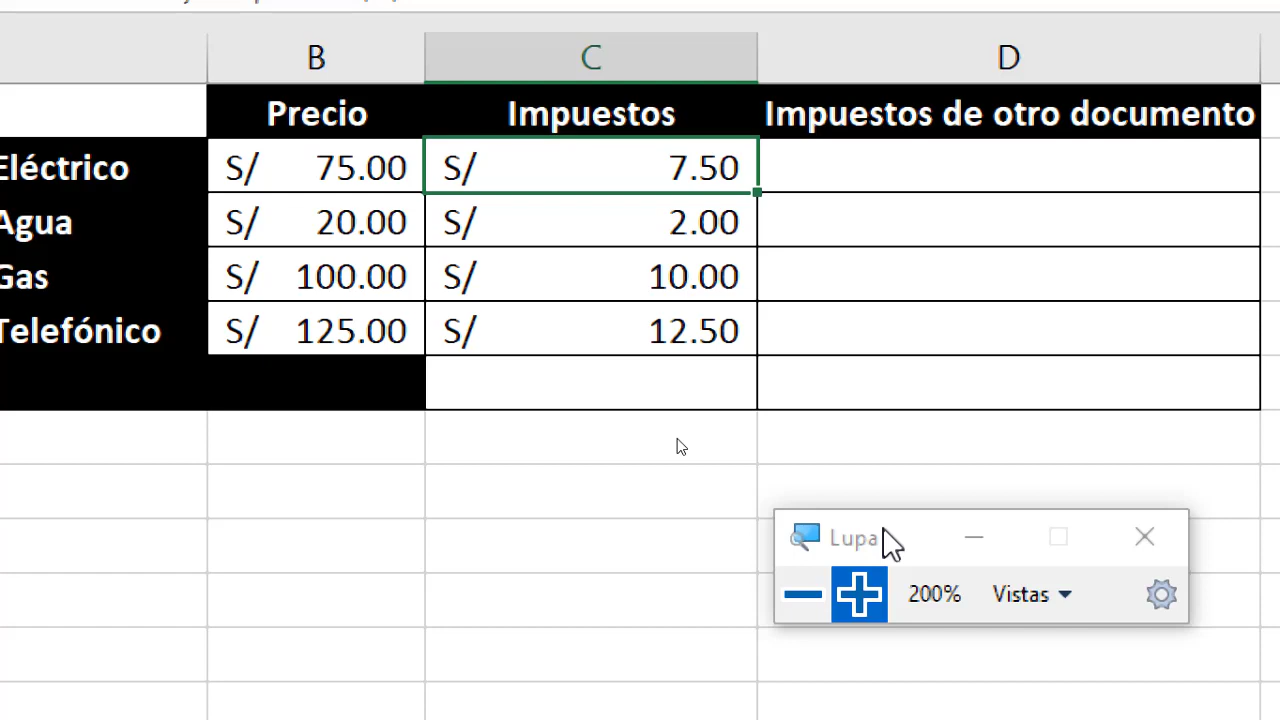 B C D
Precio Impuestos Impuestos de otro documento
Eléctrico S/ 75.00 S/ 7.50
Agua S/ 20.00 S/ 2.00
Gas S/ 100.00 S/ 10.00
Telefónico S/ 125.00 S/ 12.50
Lupa
200% Vistas